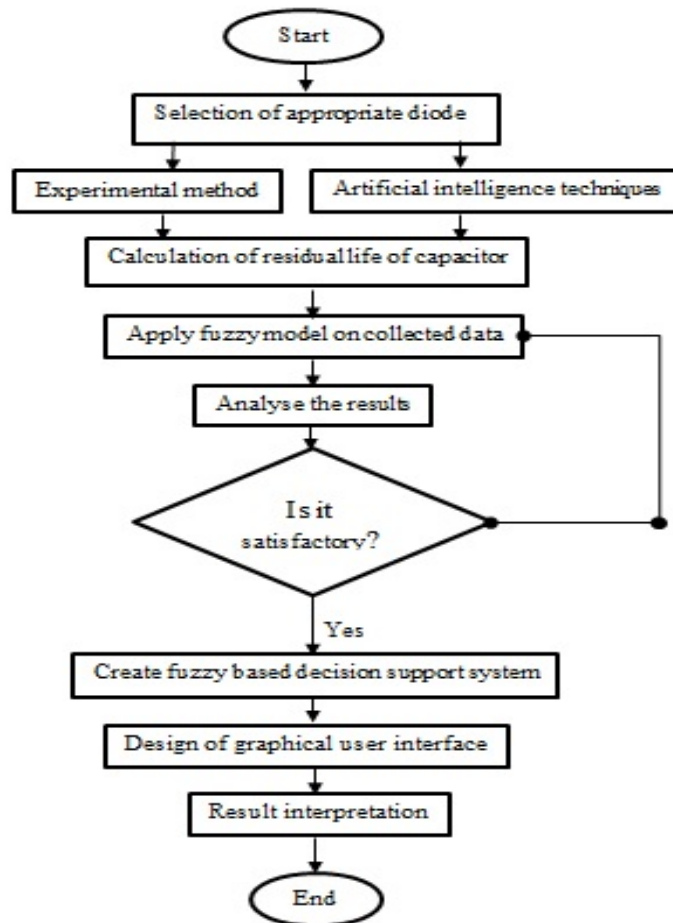 Start
Selection of appropriate diode
Experimental method
Artificial intelligence techniques
Calculation of residual life of capacitor
Apply fuzzy model on collected data
Analyse the results
Is it
satisfactory?
Yes
Create fuzzy based decision support system
Design of graphical user interface
Result interpretation
End